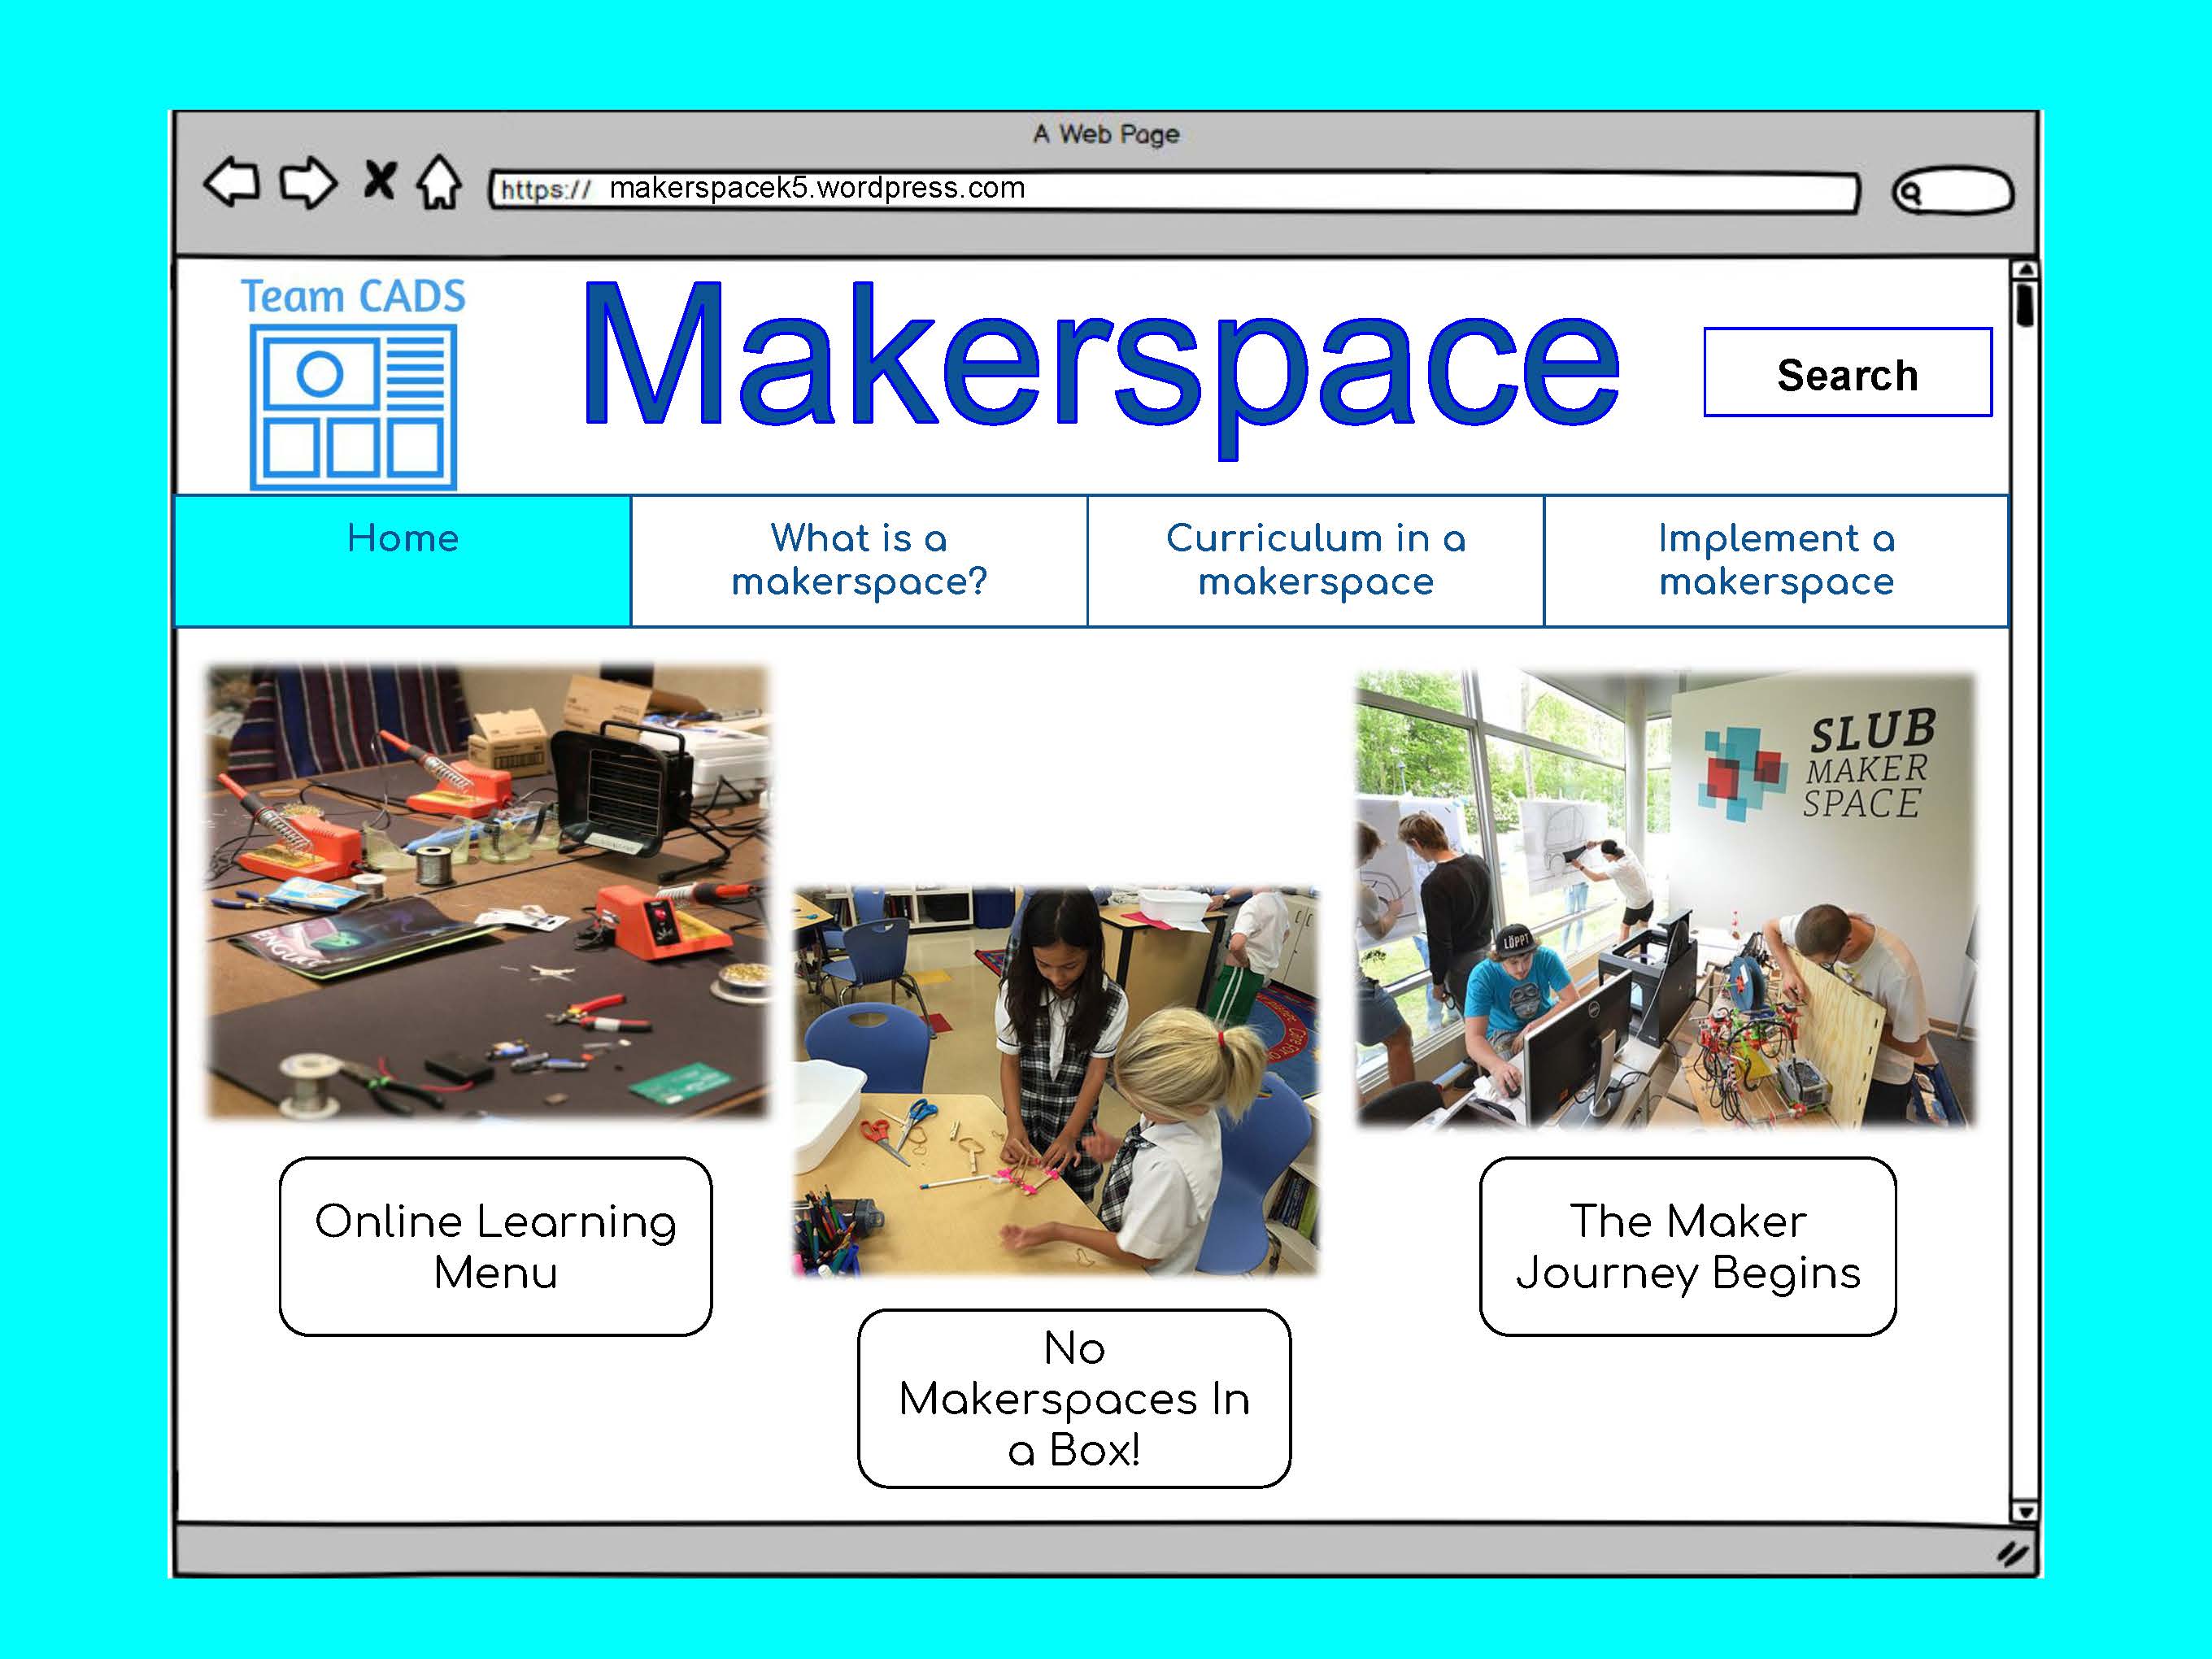 A Web Page
https:// makerspacek5.wordpress.com
Team CADS
Makerspace
Search
Home
What is a
makerspace?
Curriculum in a
makerspace
Implement a
makerspace
SLUB
MAKER
SPACE
LÖPPT
Online Learning
Menu
No
Makerspaces In
a Box!
The Maker
Journey Begins